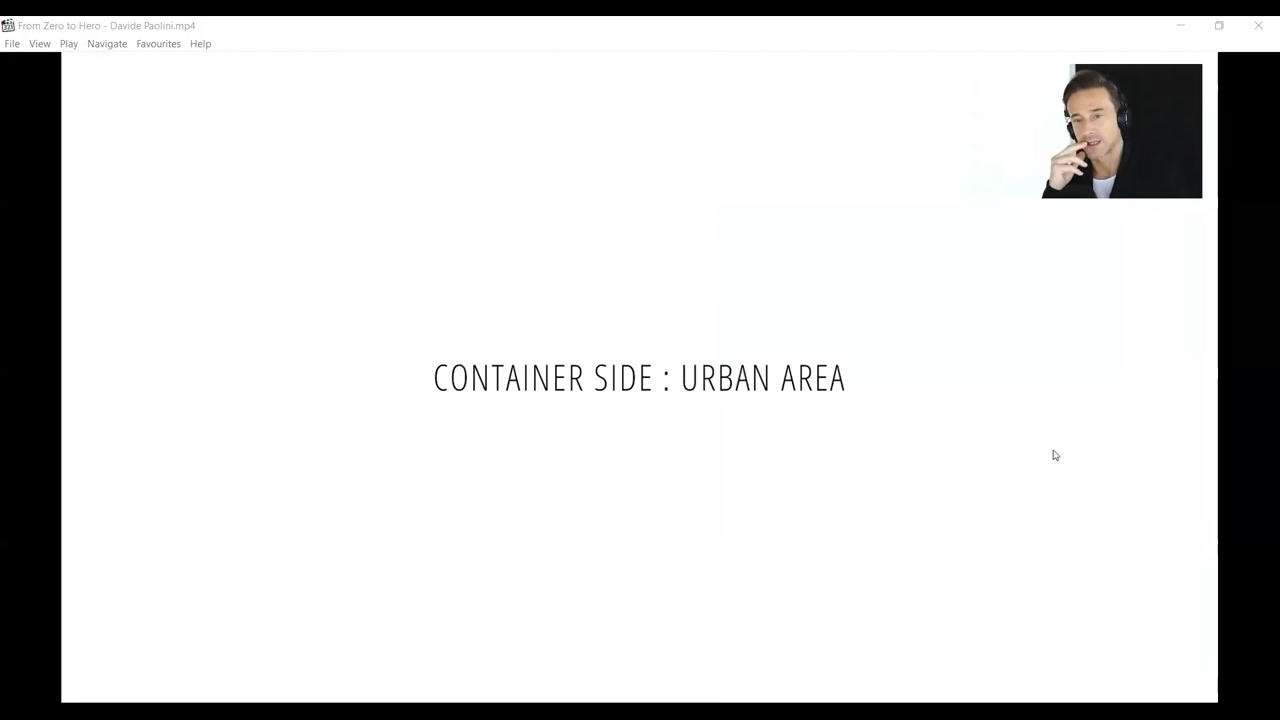 From Zero to Hero - Davide Paolini.mp4
File View Play Navigate Favourites Help
CONTAINER SIDE : URBAN AREA